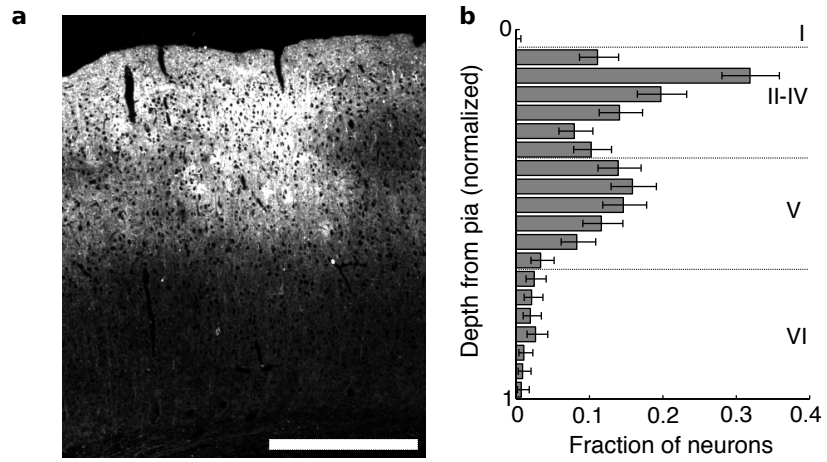 a
b
0
I
II-IV
V
VI
1
Depth from pia (normalized)
0 0.1 0.2 0.3 0.4
Fraction of neurons